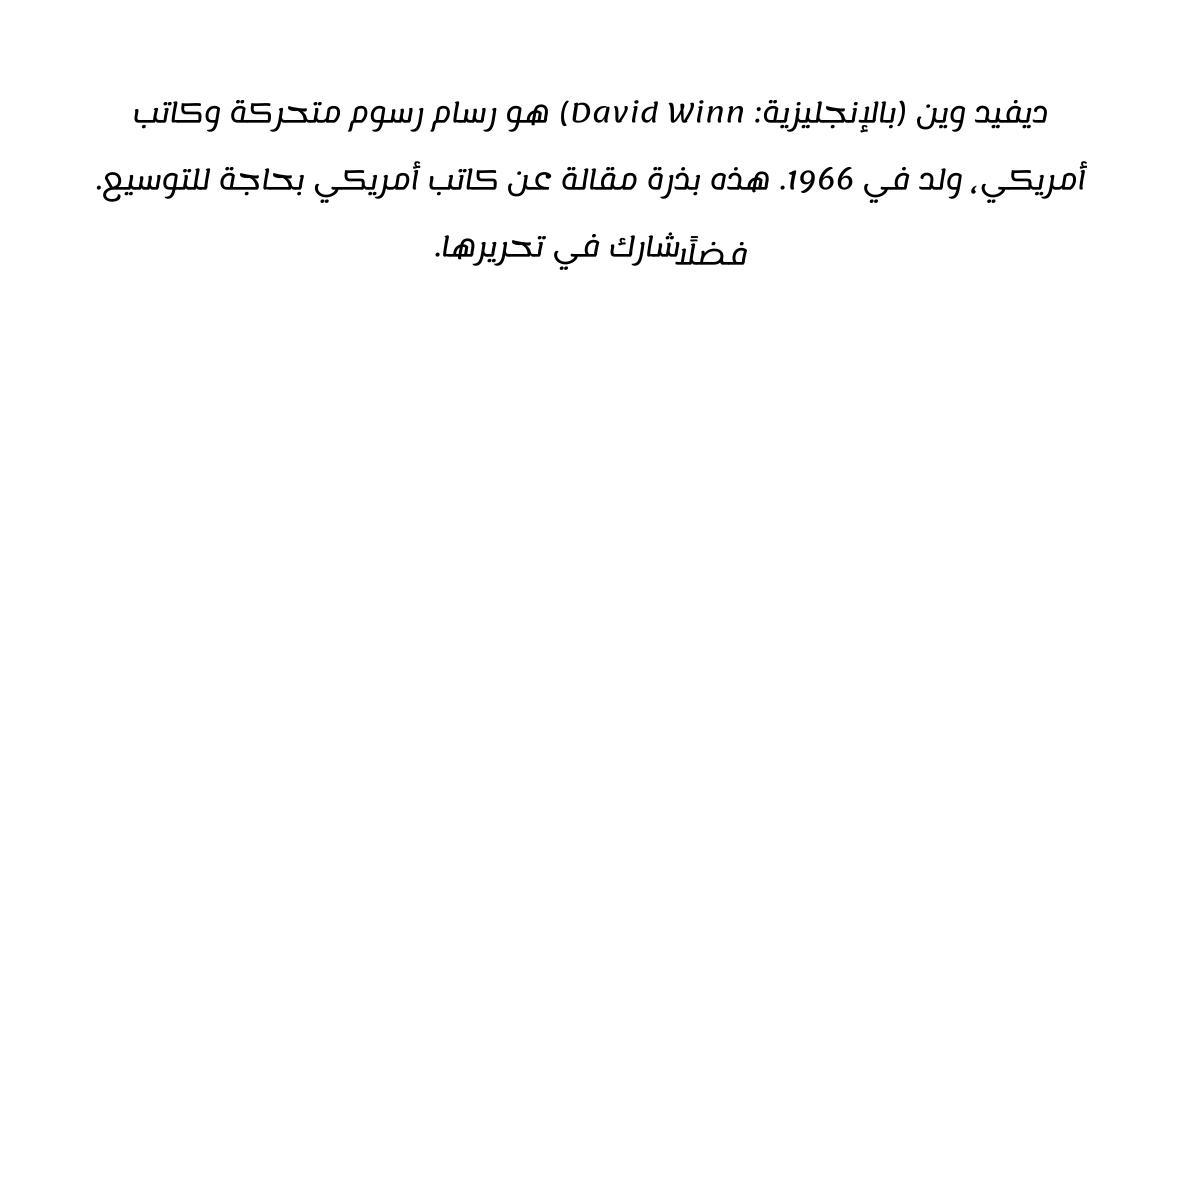 ديفيد وين (بالإنجليزية: David Winn) هو رسام رسوم متحركة وكاتب
أمريكي، ولد في 1966. هذه بذرة مقالة عن كاتب أمريكي بحاجة للتوسيع.
فضلًا شارك في تحريرها.